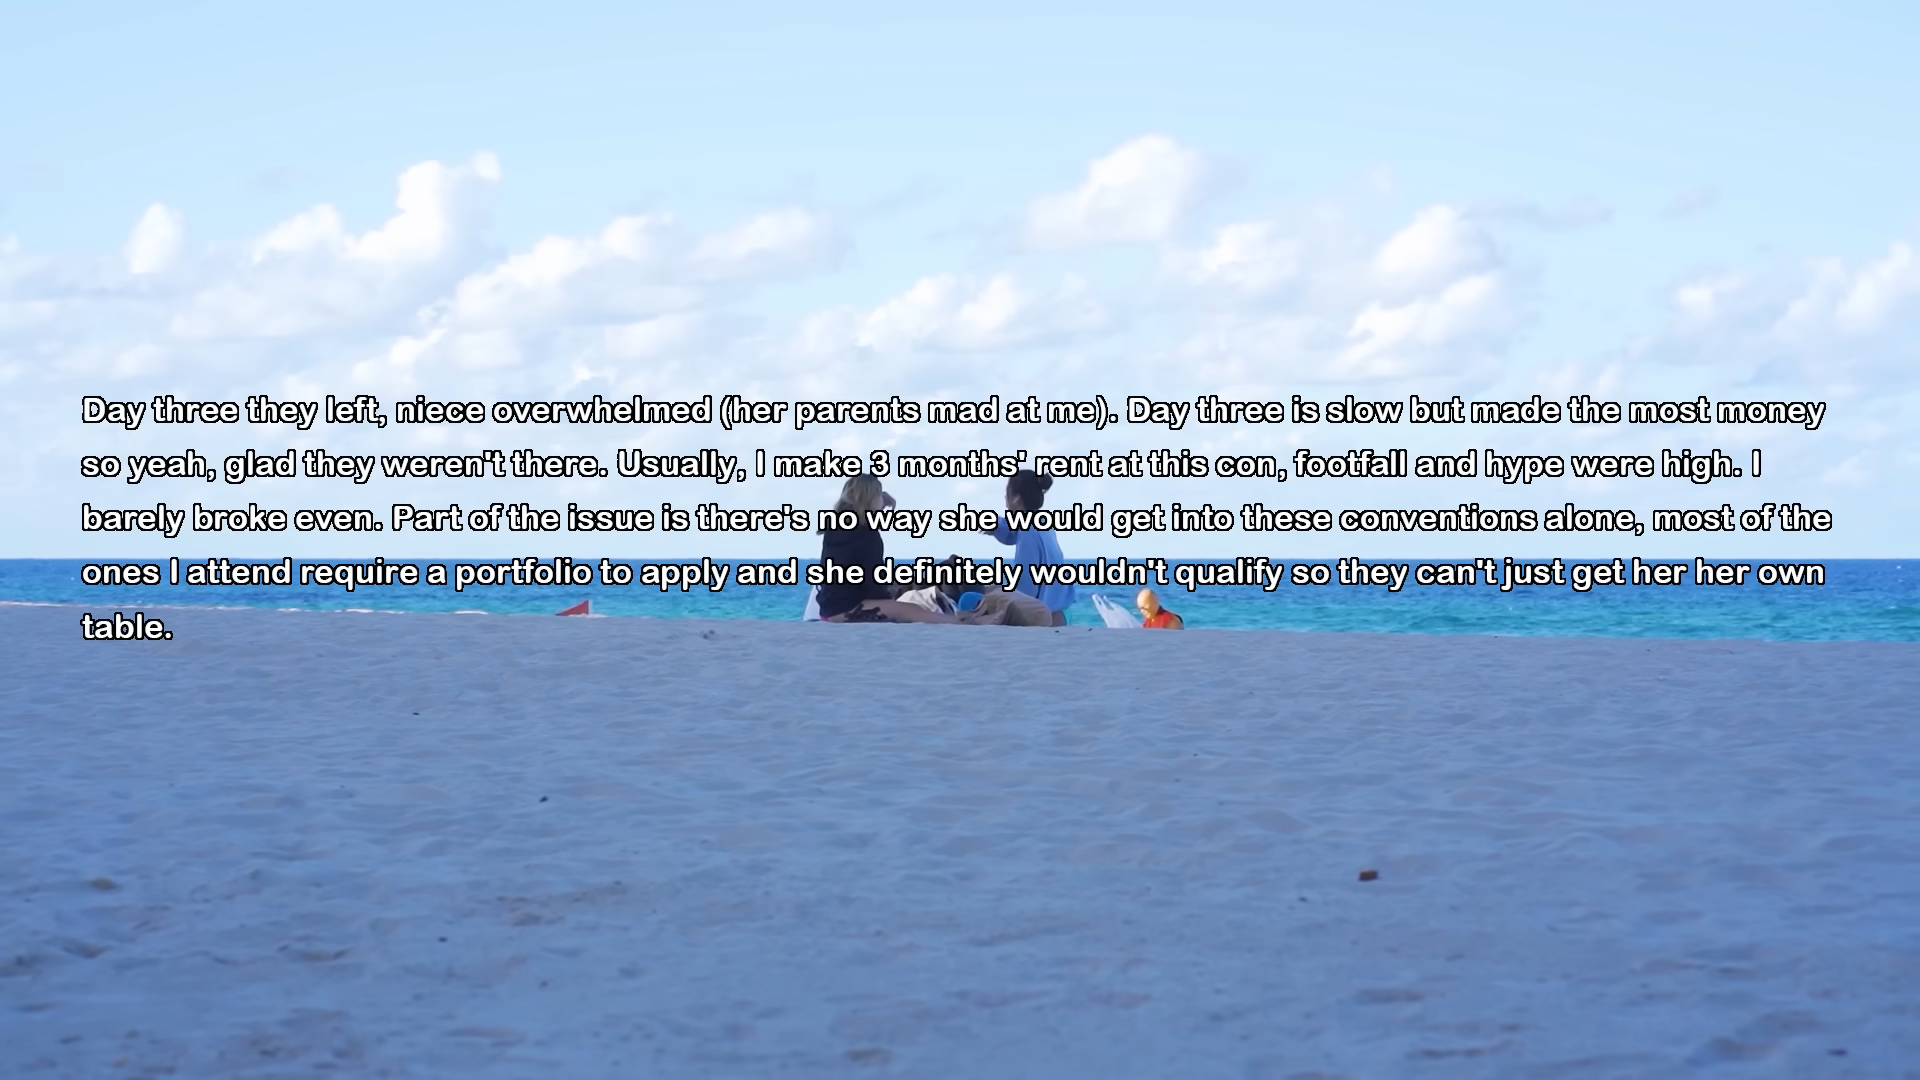 Day three they left, niece overwhelmed (her parents mad at me). Day three is slow but made the most money
so yeah, glad they weren't there. Usually, I make 3 months' rent at this con, footfall and hype were high. I
barely broke even. Part of the issue is there's no way she would get into these conventions alone, most of the
ones I attend require a portfolio to apply and she definitely wouldn't qualify so they can't just get her her own
table.